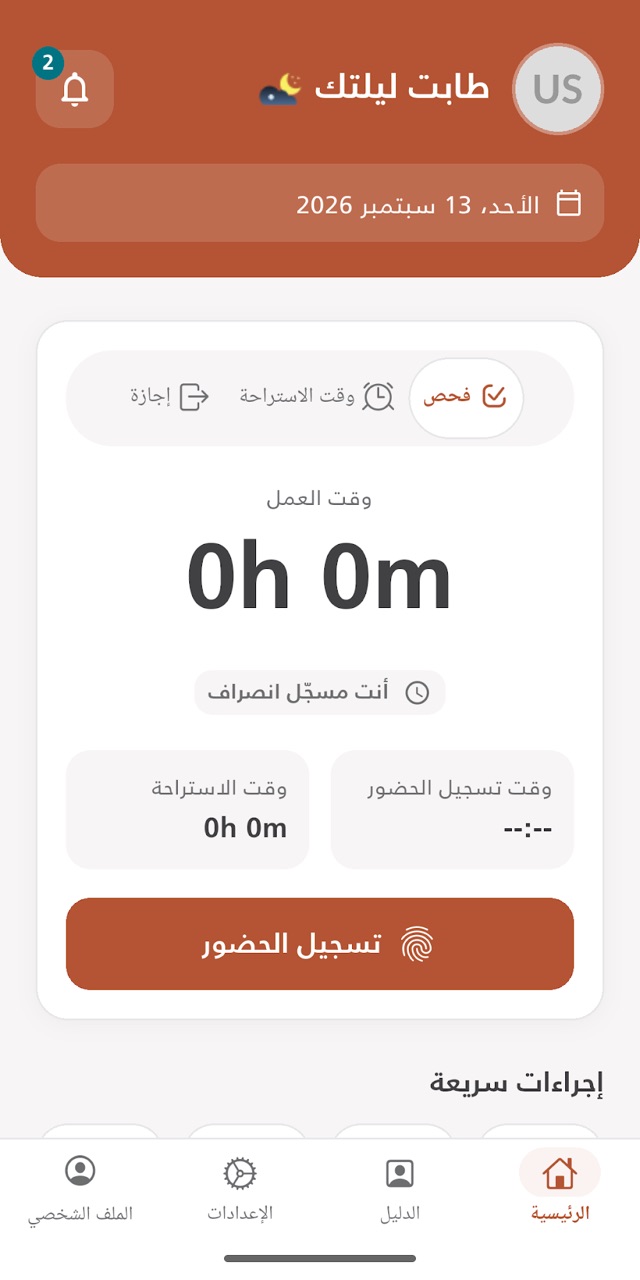 US
طابت ليلتك
2
الأحد، 13 سبتمبر 2026
فحص
وقت الاستراحة
إجازة
وقت العمل
0h 0m
أنت مسجّل انصراف
وقت تسجيل الحضور
--:--
وقت الاستراحة
0h 0m
تسجيل الحضور
إجراءات سريعة
الرئيسية
الدليل
الإعدادات
الملف الشخصي